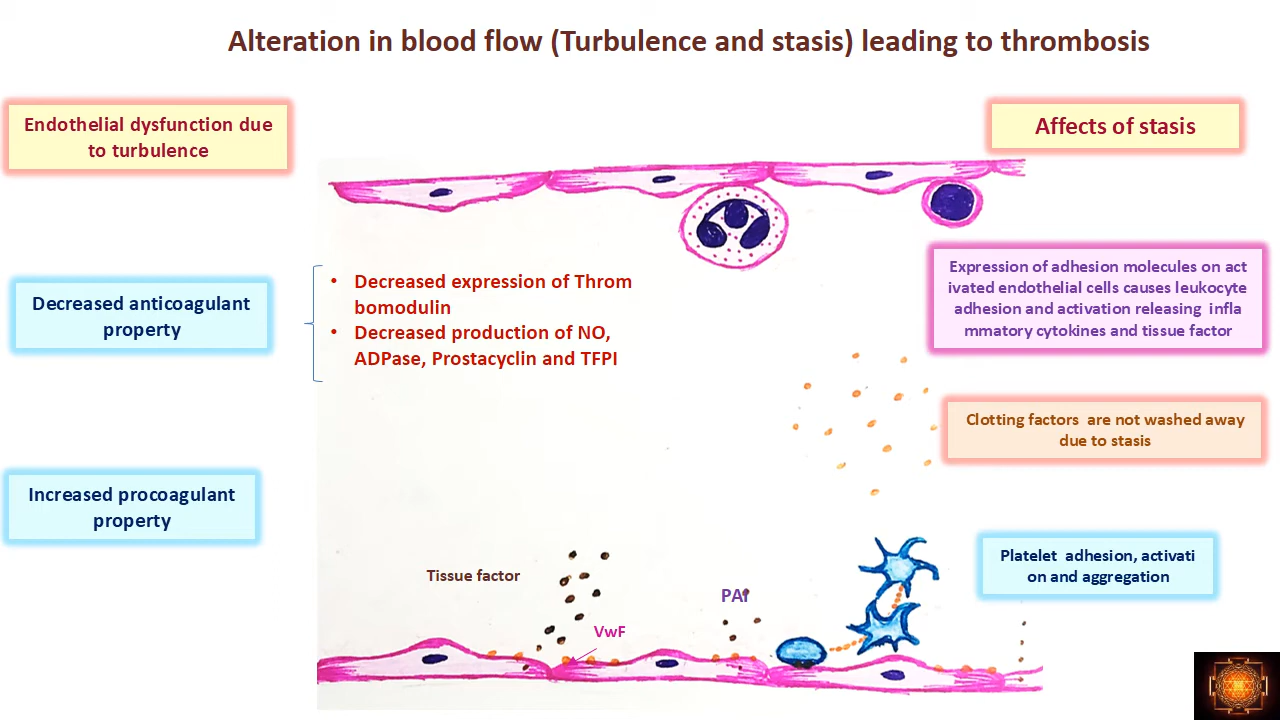 Alteration in blood flow (Turbulence and stasis) leading to thrombosis
Endothelial dysfunction due
to turbulence
Affects of stasis
Decreased anticoagulant
property
• Decreased expression of Throm
bomodulin
• Decreased production of NO,
ADPase, Prostacyclin and TFPI
Expression of adhesion molecules on act
ivated endothelial cells causes leukocyte
adhesion and activation releasing infla
mmatory cytokines and tissue factor
Clotting factors are not washed away
due to stasis
Increased procoagulant
property
Platelet adhesion, activati
on and aggregation
Tissue factor
PAI
VwF